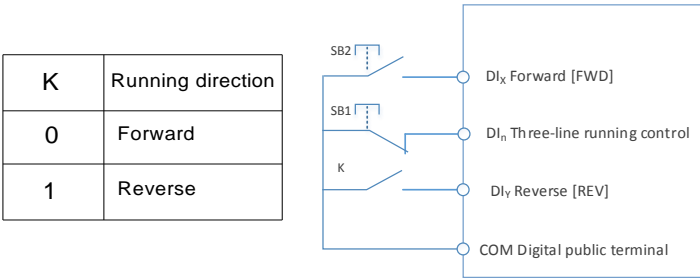 K Running direction
0 Forward
1 Reverse
SB2
DIX Forward [FWD]
SB1
DIn Three-line running control
K
DIY Reverse [REV]
COM Digital public terminal